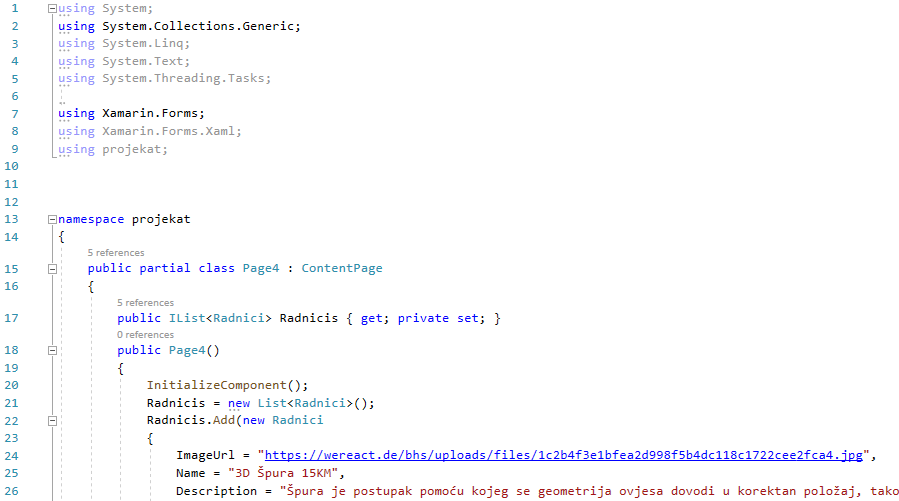 1 using System;
2 using System.Collections.Generic;
3 using System.Linq;
4 using System.Text;
5 using System.Threading.Tasks;
6
7 using Xamarin.Forms;
8 using Xamarin.Forms.Xaml;
9 using projekat;
10
11
12
13 namespace projekat
14 {
5 references
15 public partial class Page4 : ContentPage
16 {
5 references
17 public IList<Radnici> Radnicis { get; private set; }
0 references
18 public Page4()
19 {
20 InitializeComponent();
21 Radnicis = new List<Radnici>();
22 Radnicis.Add(new Radnici
23 {
24 ImageUrl = "https://wereact.de/bhs/uploads/files/1c2b4f3e1bfea2d998f5b4dc118c1722cee2fca4.jpg",
25 Name = "3D Špura 15KM",
26 Description = "Špura je postupak pomoću kojeg se geometrija ovjesa dovodi u korektan položaj, tako